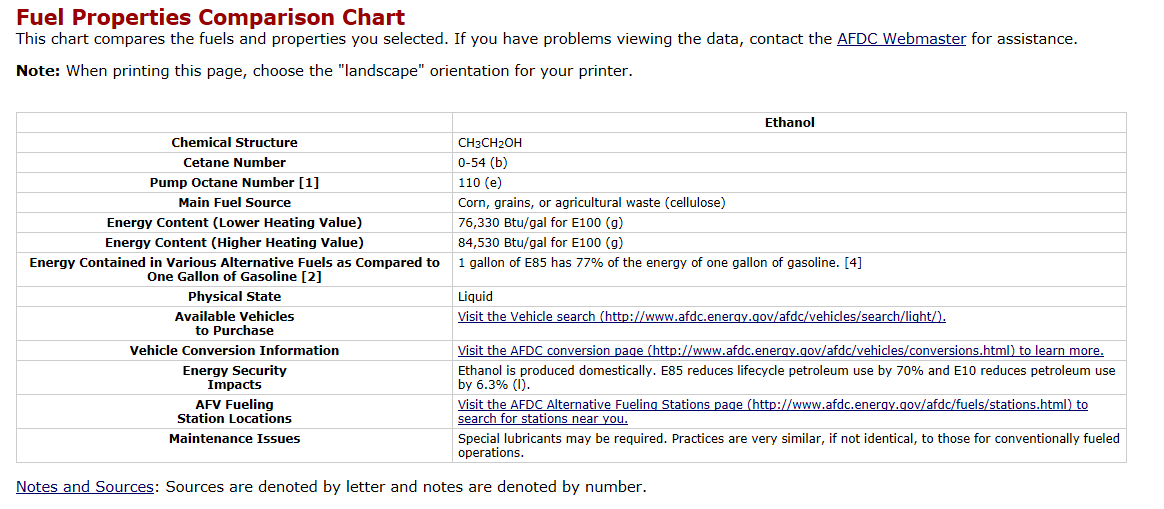 Fuel Properties Comparison Chart
This chart compares the fuels and properties you selected. If you have problems viewing the data, contact the AFDC Webmaster for assistance.
Note: When printing this page, choose the "landscape" orientation for your printer.
Ethanol
Chemical Structure CH3CH2OH
Cetane Number 0-54 (b)
Pump Octane Number [1] 110 (e)
Main Fuel Source Corn, grains, or agricultural waste (cellulose)
Energy Content (Lower Heating Value) 76,330 Btu/gal for E100 (g)
Energy Content (Higher Heating Value) 84,530 Btu/gal for E100 (g)
Energy Contained in Various Alternative Fuels as Compared to
One Gallon of Gasoline [2]
1 gallon of E85 has 77% of the energy of one gallon of gasoline. [4]
Physical State Liquid
Available Vehicles
to Purchase
Visit the Vehicle search (http://www.afdc.energy.gov/afdc/vehicles/search/light/).
Vehicle Conversion Information Visit the AFDC conversion page (http://www.afdc.energy.gov/afdc/vehicles/conversions.html) to learn more.
Energy Security
Impacts
Ethanol is produced domestically. E85 reduces lifecycle petroleum use by 70% and E10 reduces petroleum use
by 6.3% (l).
AFV Fueling
Station Locations
Visit the AFDC Alternative Fueling Stations page (http://www.afdc.energy.gov/afdc/fuels/stations.html) to
search for stations near you.
Maintenance Issues
Special lubricants may be required. Practices are very similar, if not identical, to those for conventionally fueled
operations.
Notes and Sources: Sources are denoted by letter and notes are denoted by number.